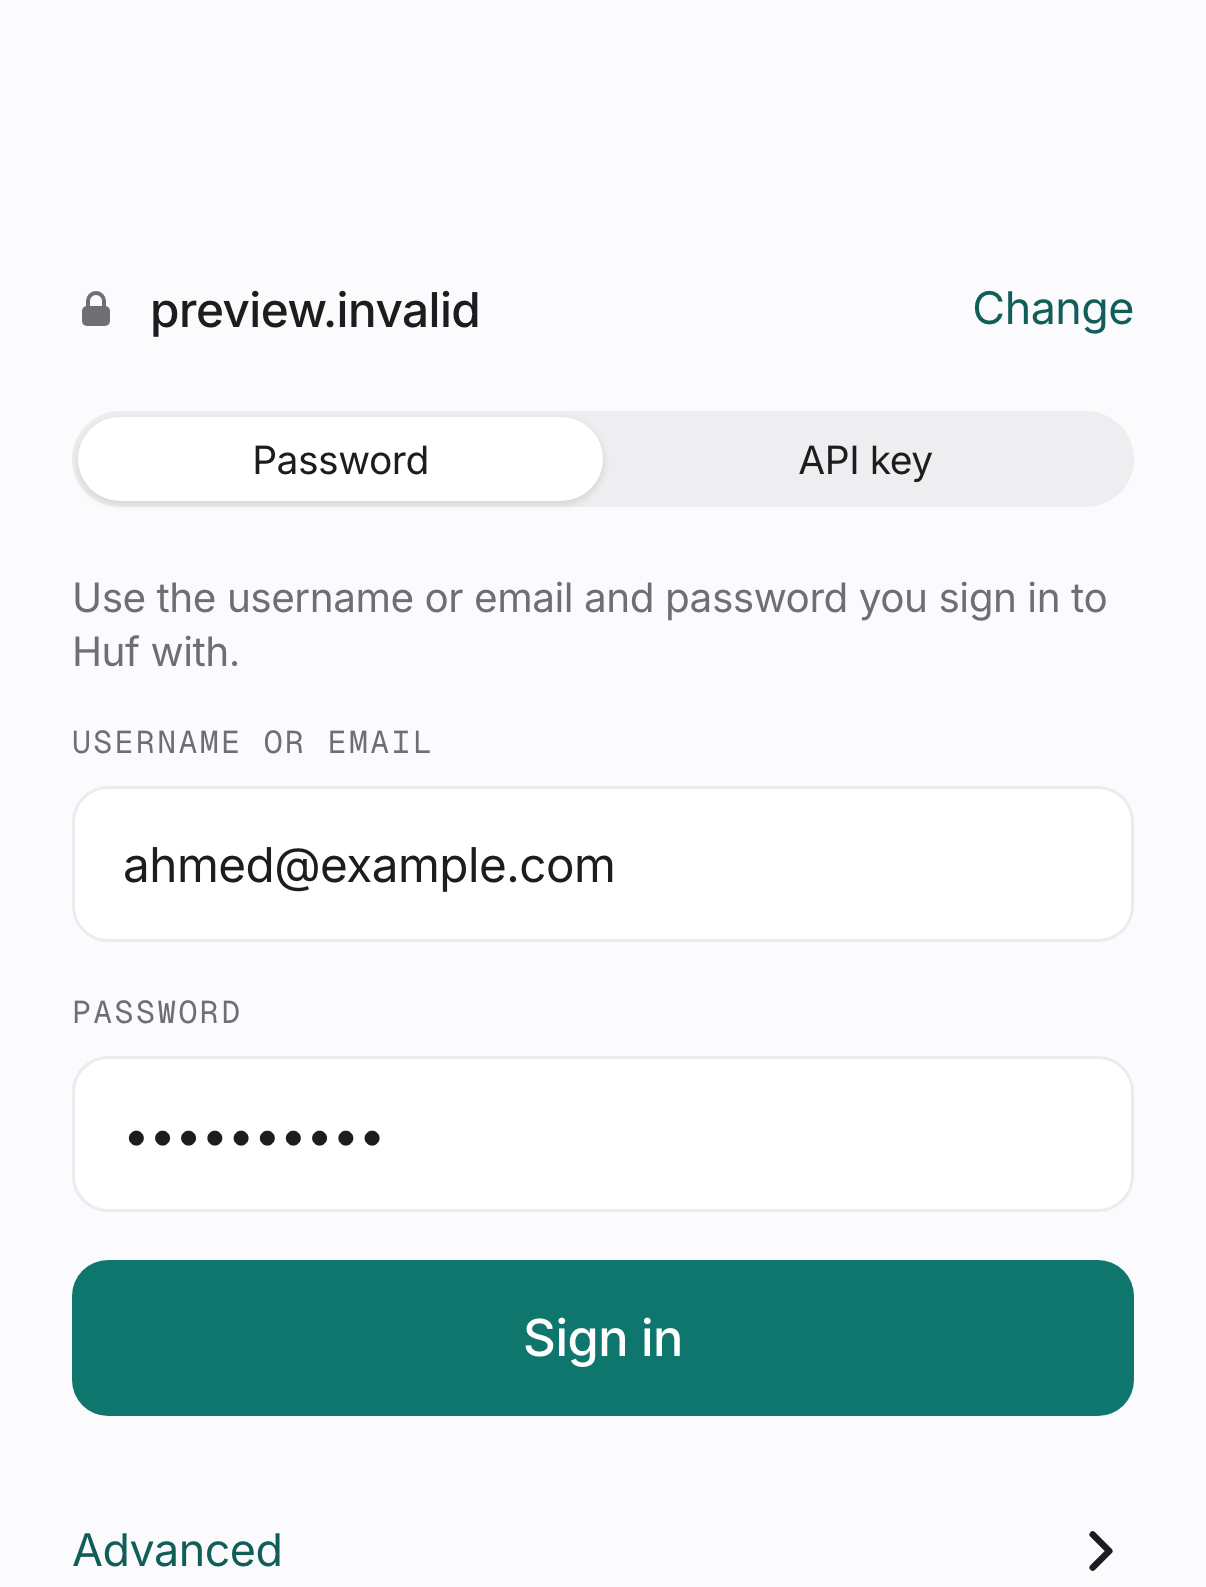 preview.invalid
Change
Password
API key
Use the username or email and password you sign in to
Huf with.
USERNAME OR EMAIL
ahmed@example.com
PASSWORD
••••••••••
Sign in
Advanced